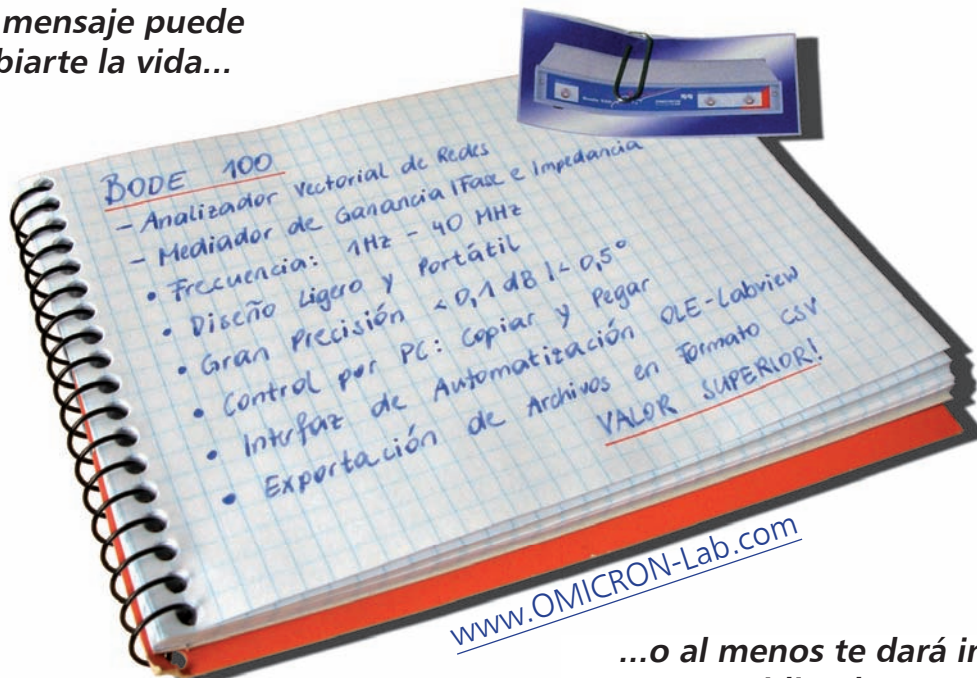 mensaje puede
biarte la vida...
BODE 100
- Analizador Vectorial de Redes
- Mediador de Ganancia / Fase e Impedancia
• Frecuencia: 1Hz - 40 MHz
• Diseño Ligero y Portátil
• Gran Precisión < 0,1 dB / < 0,5°
• Control por PC: Copiar y Pegar
• Interfaz de Automatización OLE-Labview
• Exportación de Archivos en Formato CSV
VALOR SUPERIOR!
www.OMICRON-Lab.com
...o al menos te dará in